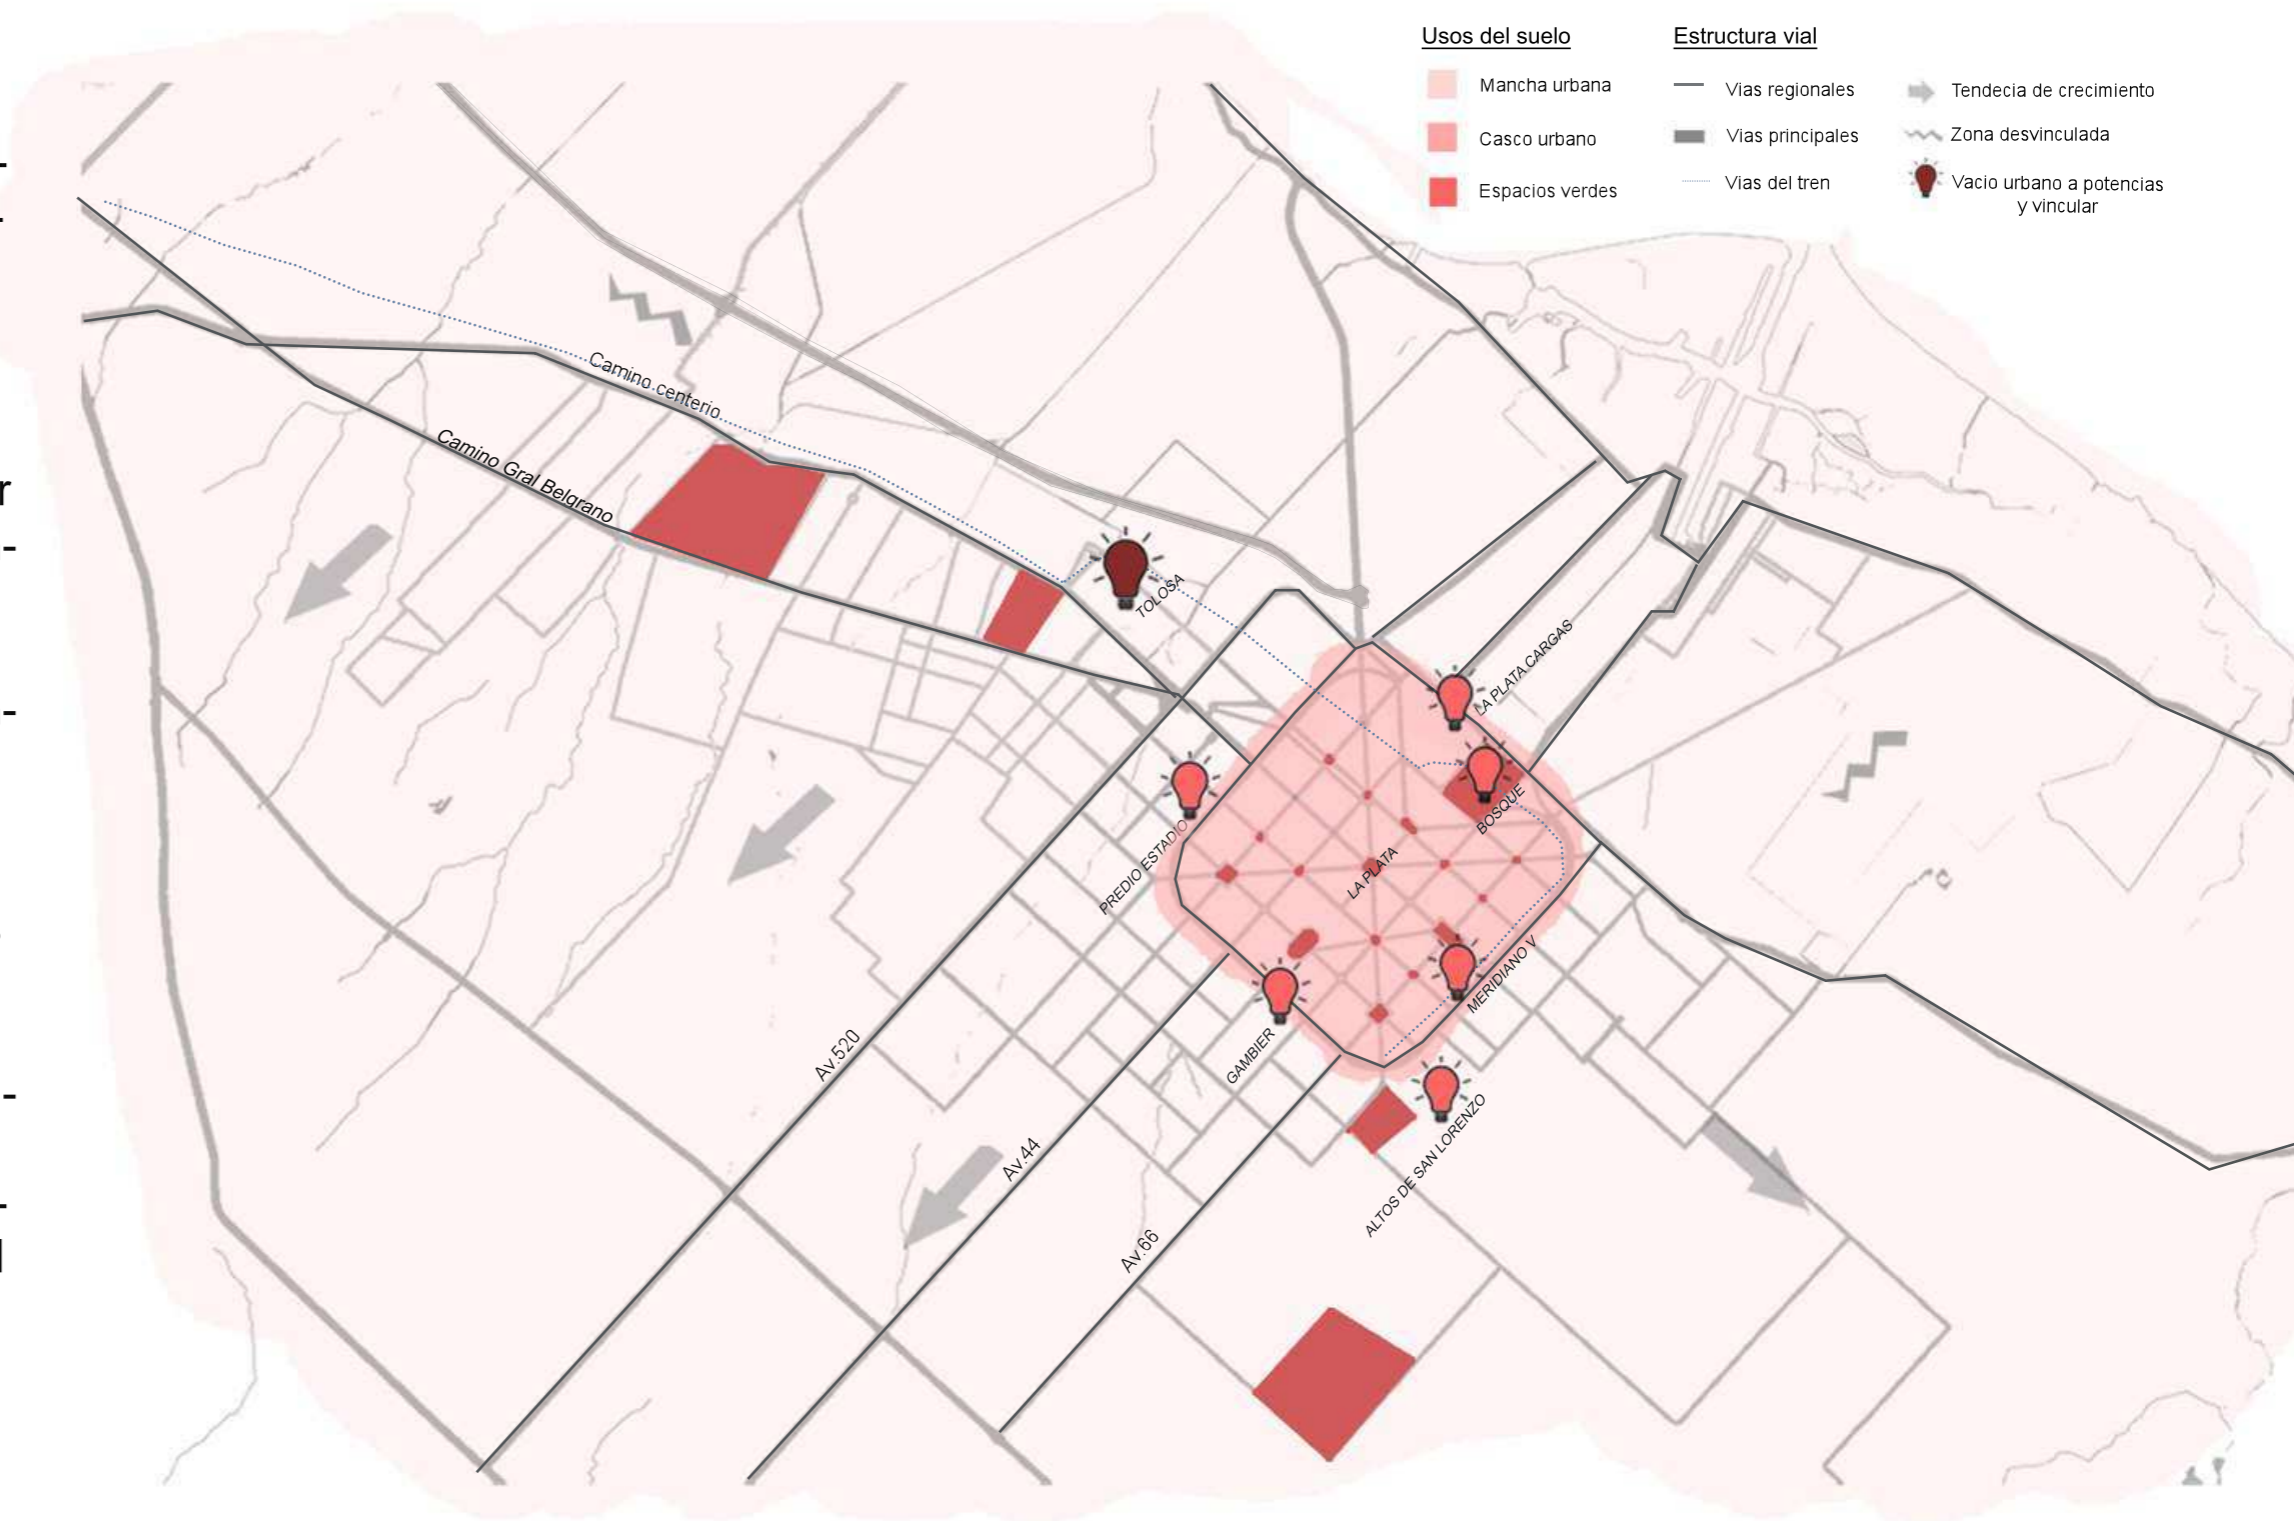 Usos del suelo
Mancha urbana
Casco urbano
Espacios verdes
Estructura vial
Vias regionales
Vias principales
Vias del tren
Tendecia de crecimiento
Zona desvinculada
Vacio urbano a potencias
y vincular
Camino centerio
Camino Gral Belgrano
TOLOSA
LA PLATA CARGAS
BOSQUE
PREDIO ESTADIO
LA PLATA
MERIDIANO V
GAMBIER
ALTOS DE SAN LORENZO
Av.520
Av.44
Av.66